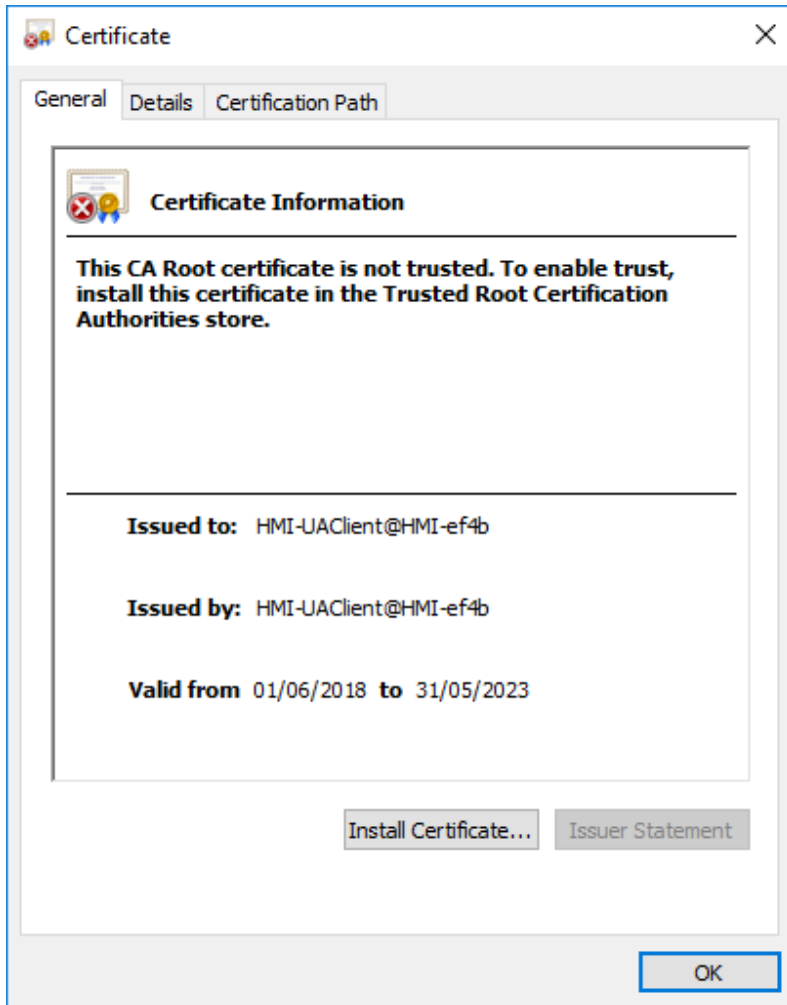 Certificate
General Details Certification Path
Certificate Information
This CA Root certificate is not trusted. To enable trust,
install this certificate in the Trusted Root Certification
Authorities store.
Issued to: HMI-UAClient@HMI-ef4b
Issued by: HMI-UAClient@HMI-ef4b
Valid from 01/06/2018 to 31/05/2023
Install Certificate... Issuer Statement
OK